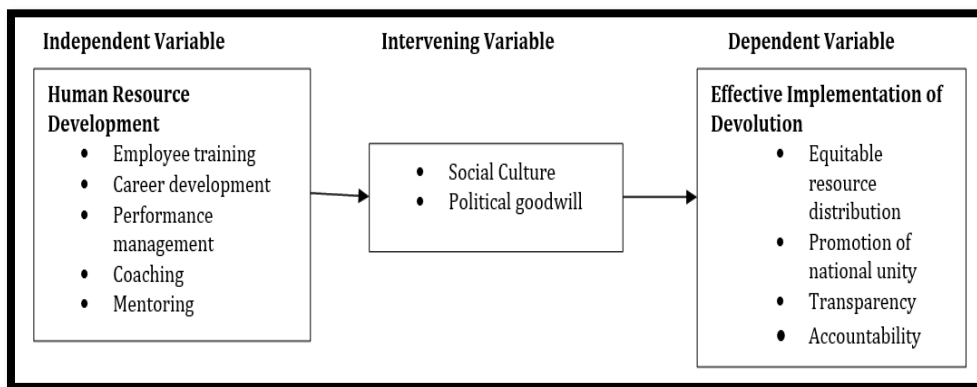 Independent Variable
Intervening Variable
Dependent Variable
Human Resource
Development
• Employee training
• Career development
• Performance
management
• Coaching
• Mentoring
• Social Culture
• Political goodwill
Effective Implementation of
Devolution
• Equitable
resource
distribution
• Promotion of
national unity
• Transparency
• Accountability